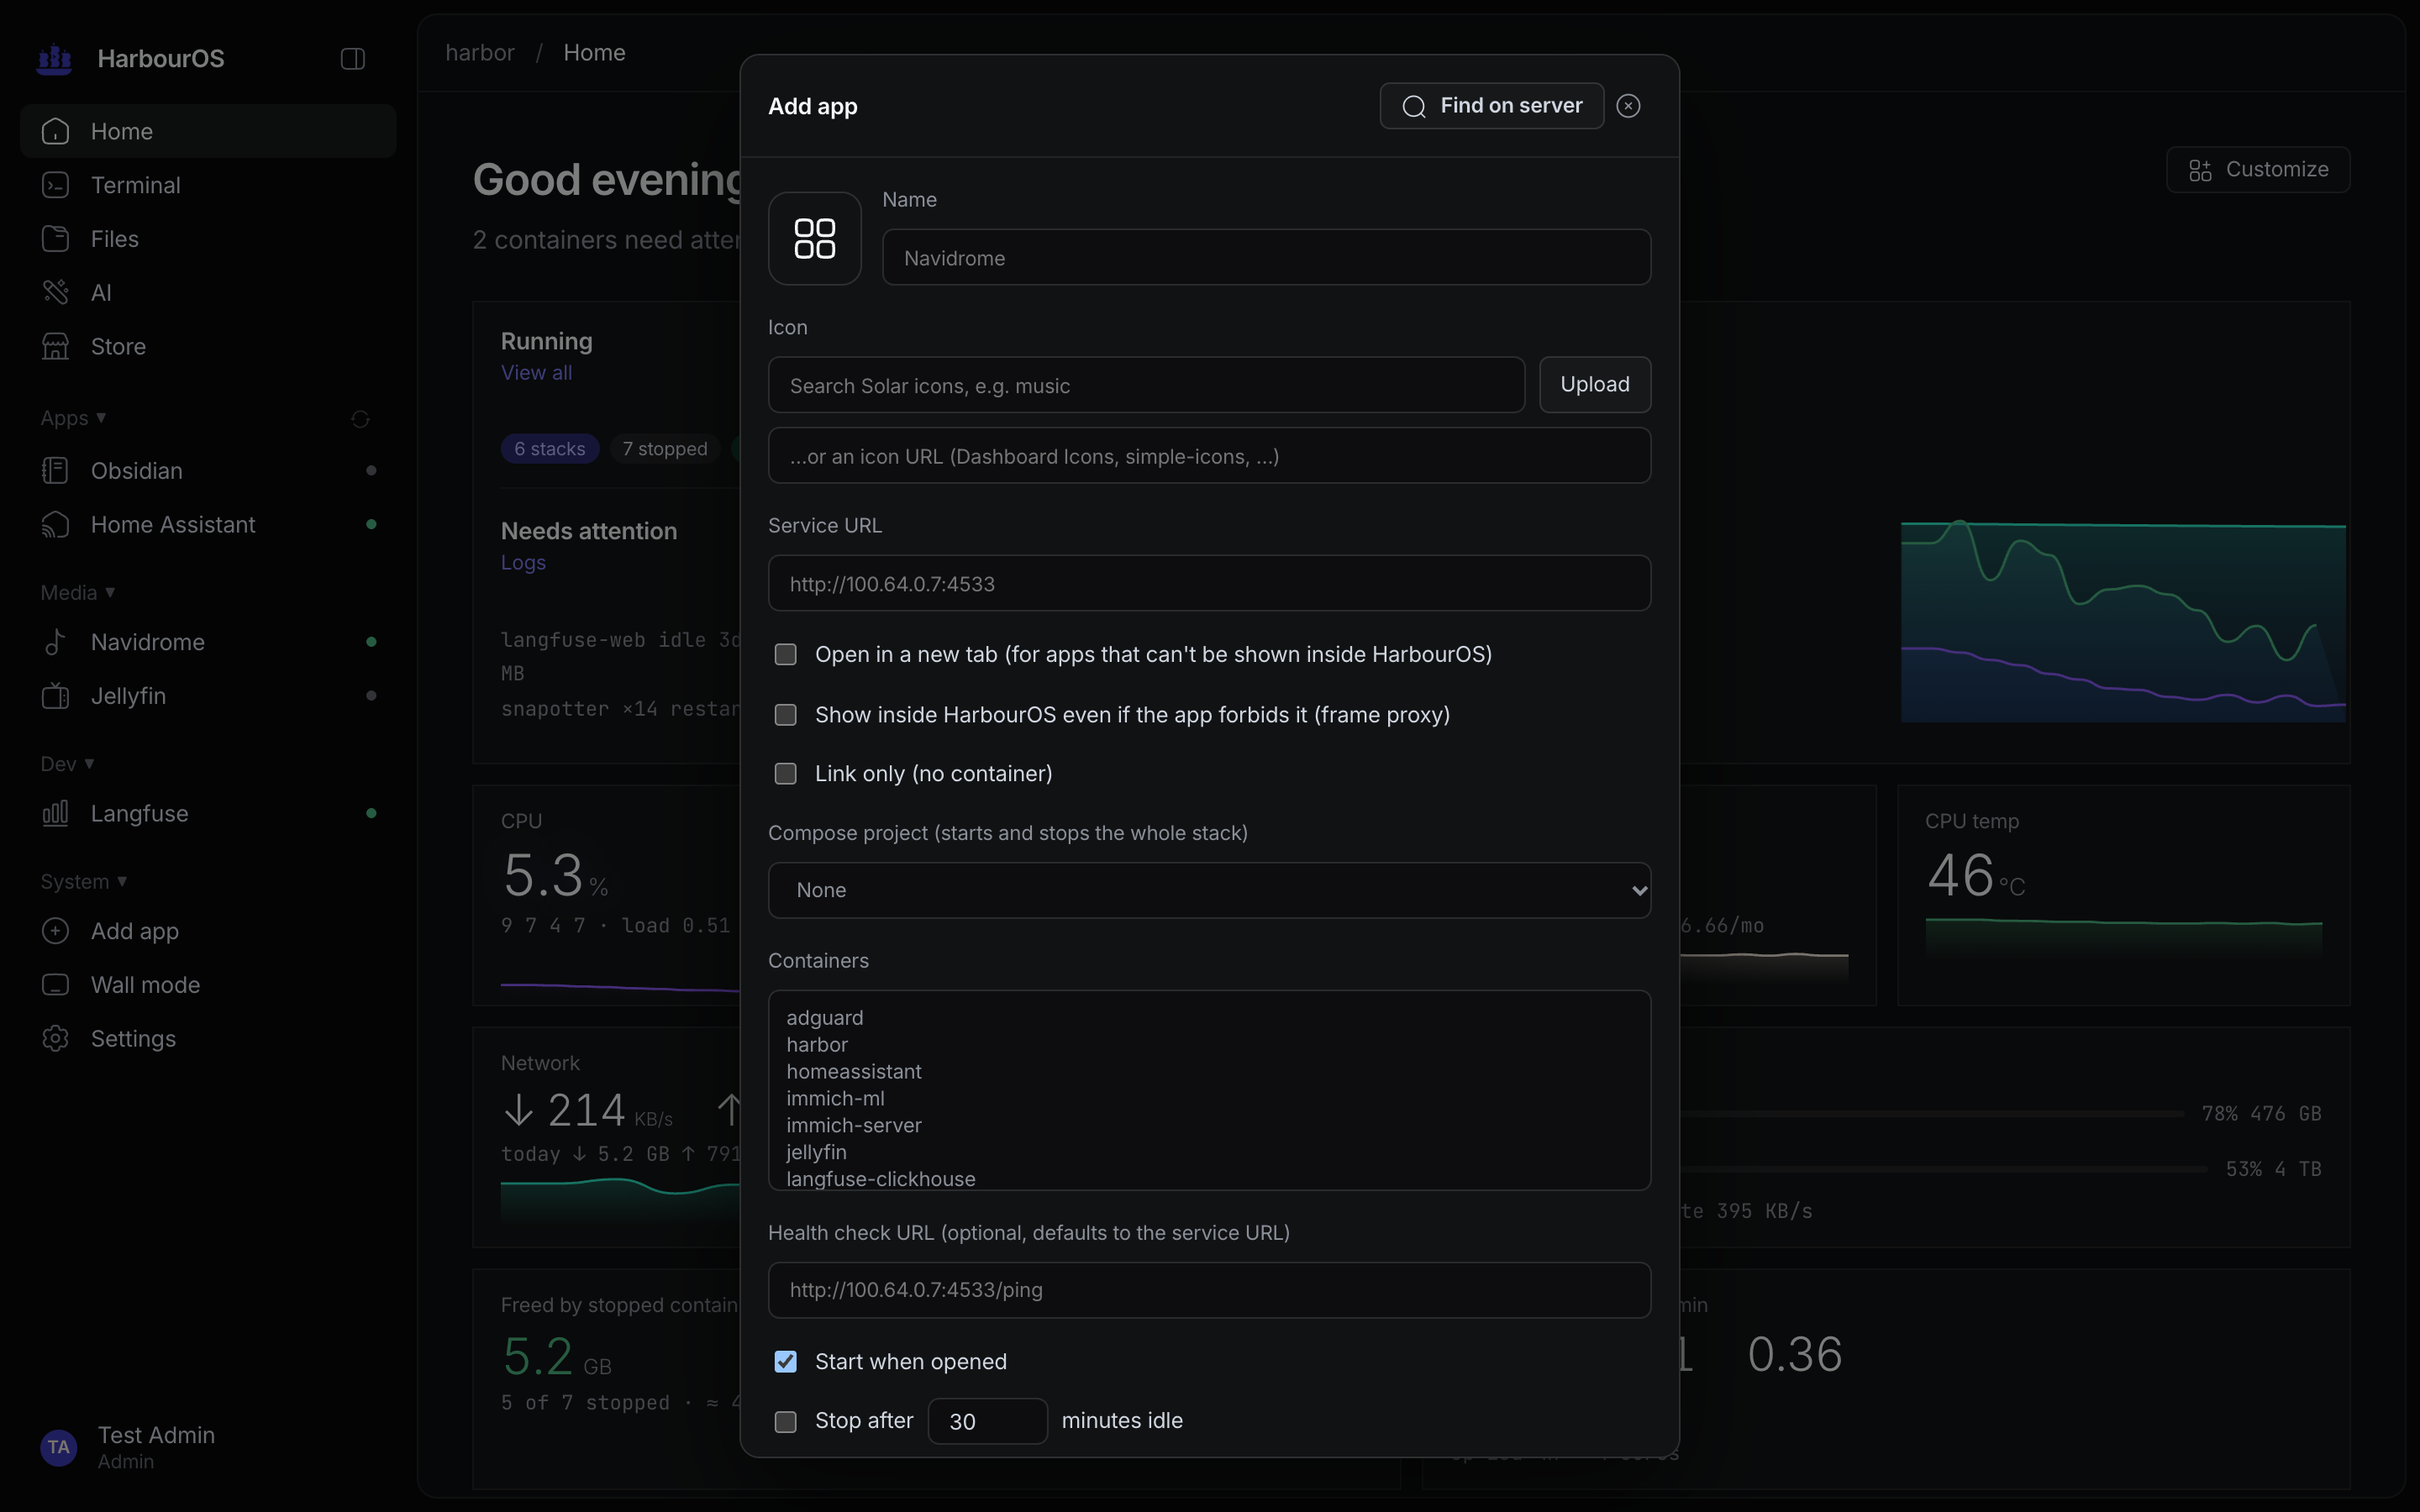 HarbourOS
Home
Terminal
Files
AI
Store
Apps ▾
Obsidian
Home Assistant
Media ▾
Navidrome
Jellyfin
Dev ▾
Langfuse
System ▾
Add app
Wall mode
Settings
TA
Test Admin
Admin
harbor / Home
Good evening
2 containers need
Customize
Running
View all
6 stacks
7 stopped
Needs attention
Logs
langfuse-web idle
MB
snapotter ×14
CPU
5.3 %
9 7 4 7 · load 0.51
6.66/mo
CPU temp
46 °C
Network
↓ 214 KB/s ↑
today ↓ 5.2 GB ↑ 791
78% 476 GB
53% 4 TB
395 KB/s
Freed by stopped
5.2 GB
5 of 7 stopped · ≈
0.36
Add app
Find on server
Name
Navidrome
Icon
Search Solar icons, e.g. music
Upload
...or an icon URL (Dashboard Icons, simple-icons, ...)
Service URL
http://100.64.0.7:4533
Open in a new tab (for apps that can't be shown inside HarbourOS)
Show inside HarbourOS even if the app forbids it (frame proxy)
Link only (no container)
Compose project (starts and stops the whole stack)
None
Containers
adguard
harbor
homeassistant
immich-ml
immich-server
jellyfin
langfuse-clickhouse
Health check URL (optional, defaults to the service URL)
http://100.64.0.7:4533/ping
Start when opened
Stop after 30 minutes idle